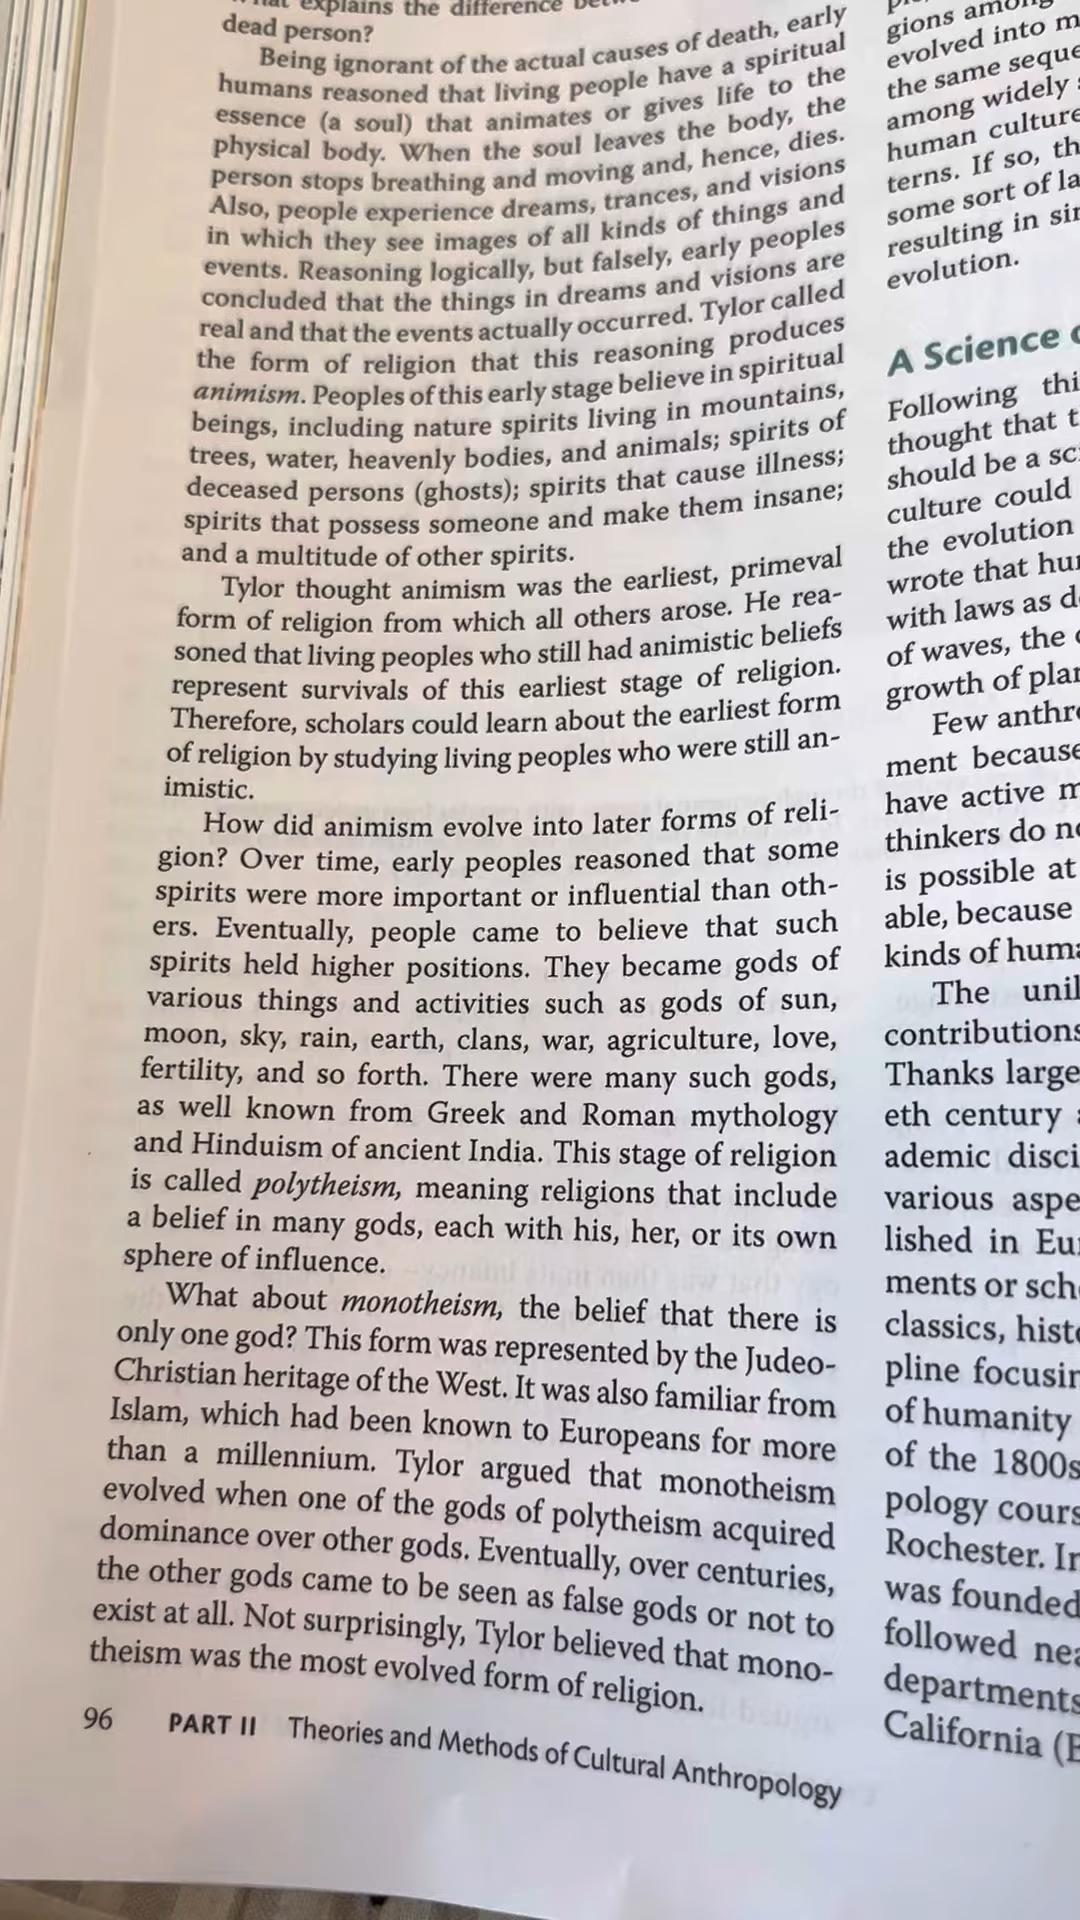 explains the difference
dead person?
Being ignorant of the actual causes of death, early
humans reasoned that living people have a spiritual
essence (a soul) that animates or gives life to the
physical body. When the soul leaves the body, the
person stops breathing and moving and, hence, dies.
Also, people experience dreams, trances, and visions
in which they see images of all kinds of things and
events. Reasoning logically, but falsely, early peoples
concluded that the things in dreams and visions are
real and that the events actually occurred. Tylor called
the form of religion that this reasoning produces
animism. Peoples of this early stage believe in spiritual
beings, including nature spirits living in mountains,
trees, water, heavenly bodies, and animals; spirits of
deceased persons (ghosts); spirits that cause illness;
spirits that possess someone and make them insane;
and a multitude of other spirits.
Tylor thought animism was the earliest, primeval
form of religion from which all others arose. He rea-
soned that living peoples who still had animistic beliefs
represent survivals of this earliest stage of religion.
Therefore, scholars could learn about the earliest form
of religion by studying living peoples who were still an-
imistic.
How did animism evolve into later forms of reli-
gion? Over time, early peoples reasoned that some
spirits were more important or influential than oth-
ers. Eventually, people came to believe that such
spirits held higher positions. They became gods of
various things and activities such as gods of sun,
moon, sky, rain, earth, clans, war, agriculture, love,
fertility, and so forth. There were many such gods,
as well known from Greek and Roman mythology
and Hinduism of ancient India. This stage of religion
is called polytheism, meaning religions that include
a belief in many gods, each with his, her, or its own
sphere of influence.
What about monotheism, the belief that there is
only one god? This form was represented by the Judeo-
Christian heritage of the West. It was also familiar from
Islam, which had been known to Europeans for more
than a millennium. Tylor argued that monotheism
evolved when one of the gods of polytheism acquired
dominance over other gods. Eventually, over centuries,
the other gods came to be seen as false gods or not to
exist at all. Not surprisingly, Tylor believed that mono-
theism was the most evolved form of religion.
96 PART II Theories and Methods of Cultural Anthropology
gions among
evolved into m
the same seque
among widely
human culture
terns. If so, th
some sort of la
resulting in sir
evolution.
A Science
Following thi
thought that t
should be a sc
culture could
the evolution
wrote that hu
with laws as d
of waves, the
growth of plan
Few anthr
ment because
have active m
thinkers do n
is possible at
able, because
kinds of huma
The unil
contributions
Thanks large
eth century
ademic disci
various aspe
lished in Eu
ments or sch
classics, hist
pline focusin
of humanity
of the 1800s
pology cours
Rochester. In
was founded
followed nea
departments
California (